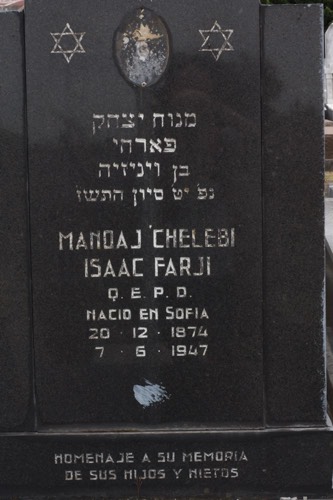 מנוח יצחק
פארחי
בן ויניזיה
נפ' יט סיון התשז
MANOAJ CHELEBI
ISAAC FARJI
Q. E. P. D.
NACIO EN SOFIA
20 · 12 · 1874
7 · 6 · 1947
HOMENAJE A SU MEMORIA
DE SUS HIJOS Y NIETOS